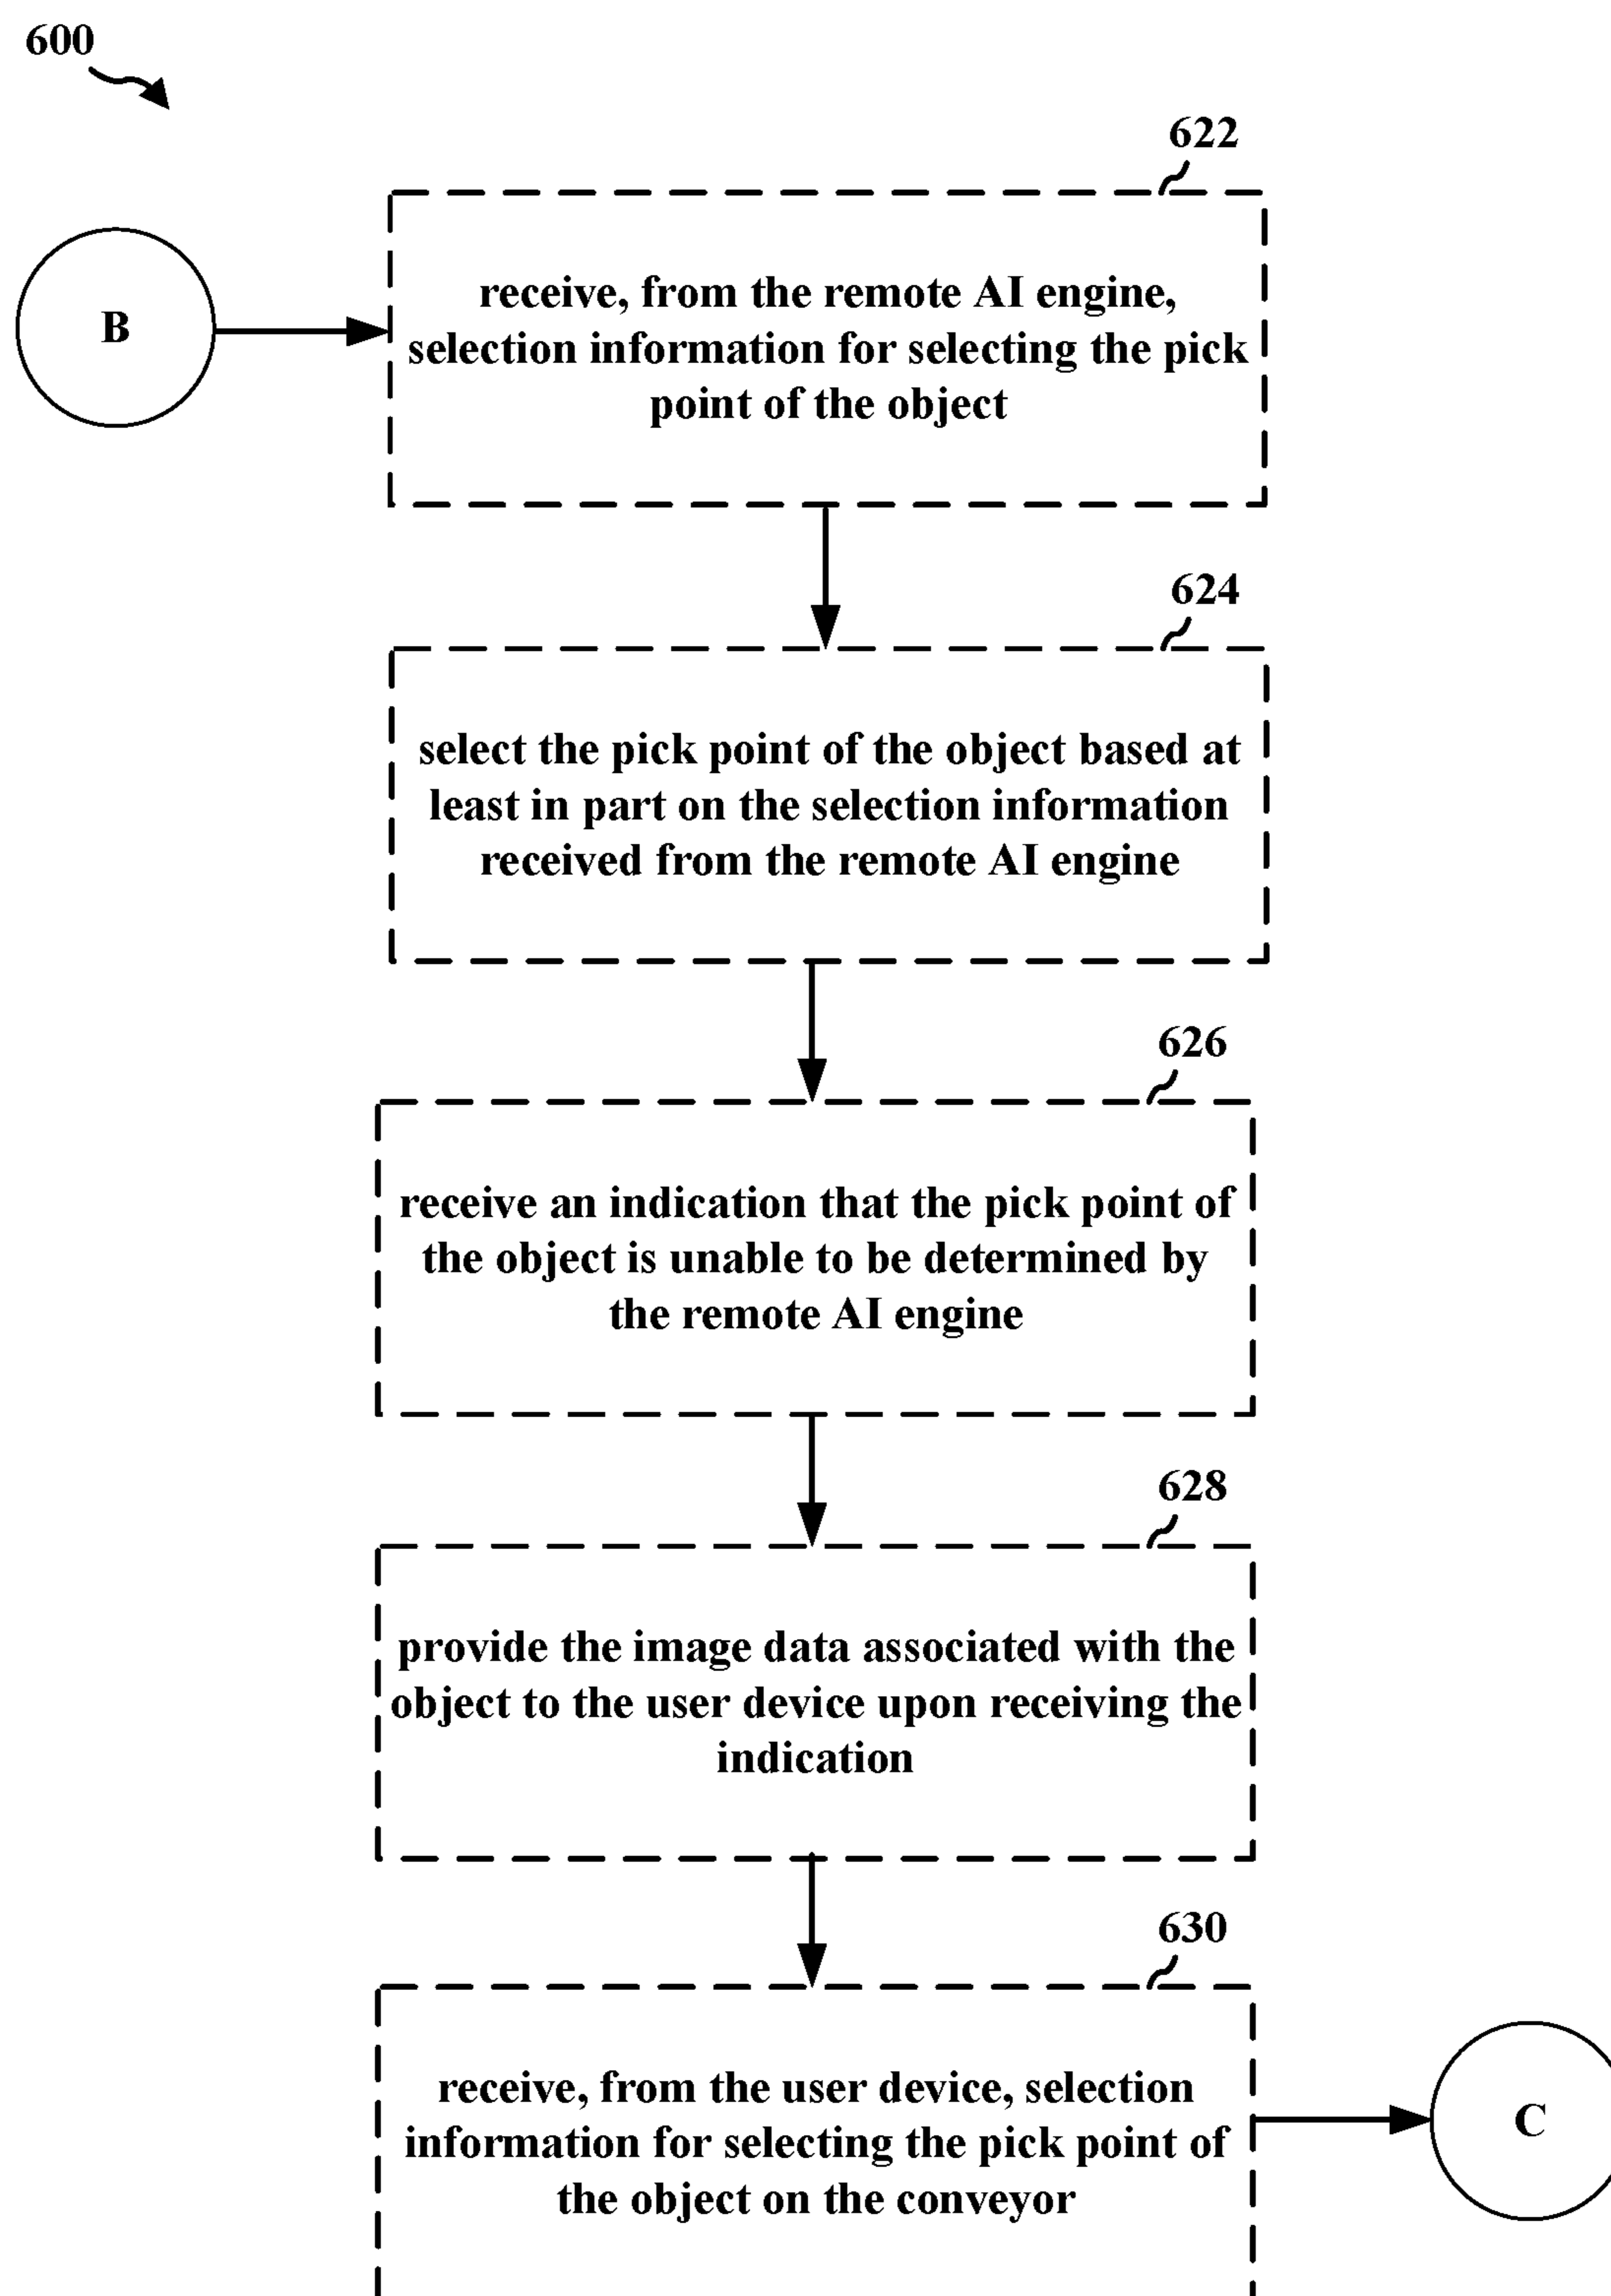 600
622
B
receive, from the remote AI engine,
selection information for selecting the pick
point of the object
624
select the pick point of the object based at
least in part on the selection information
received from the remote AI engine
626
receive an indication that the pick point of
the object is unable to be determined by
the remote AI engine
628
provide the image data associated with the
object to the user device upon receiving the
indication
630
receive, from the user device, selection
information for selecting the pick point of
the object on the conveyor
C